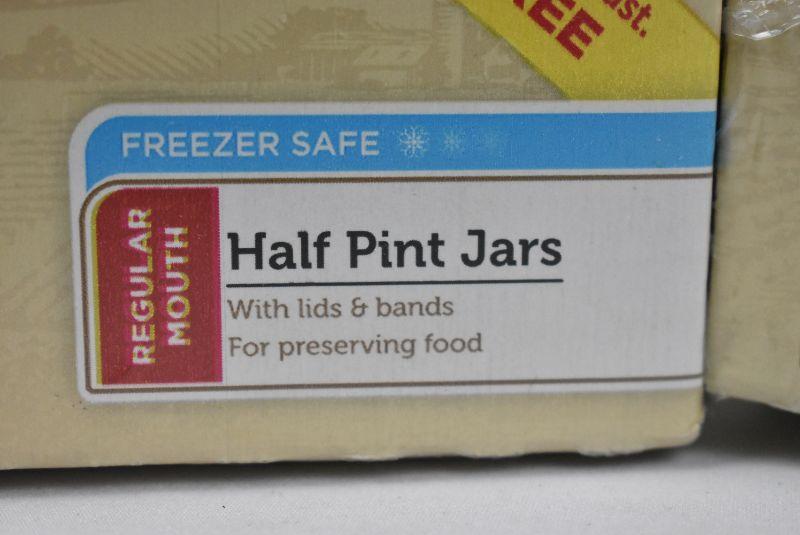 FREEZER SAFE
REGULAR
MOUTH
Half Pint Jars
With lids & bands
For preserving food